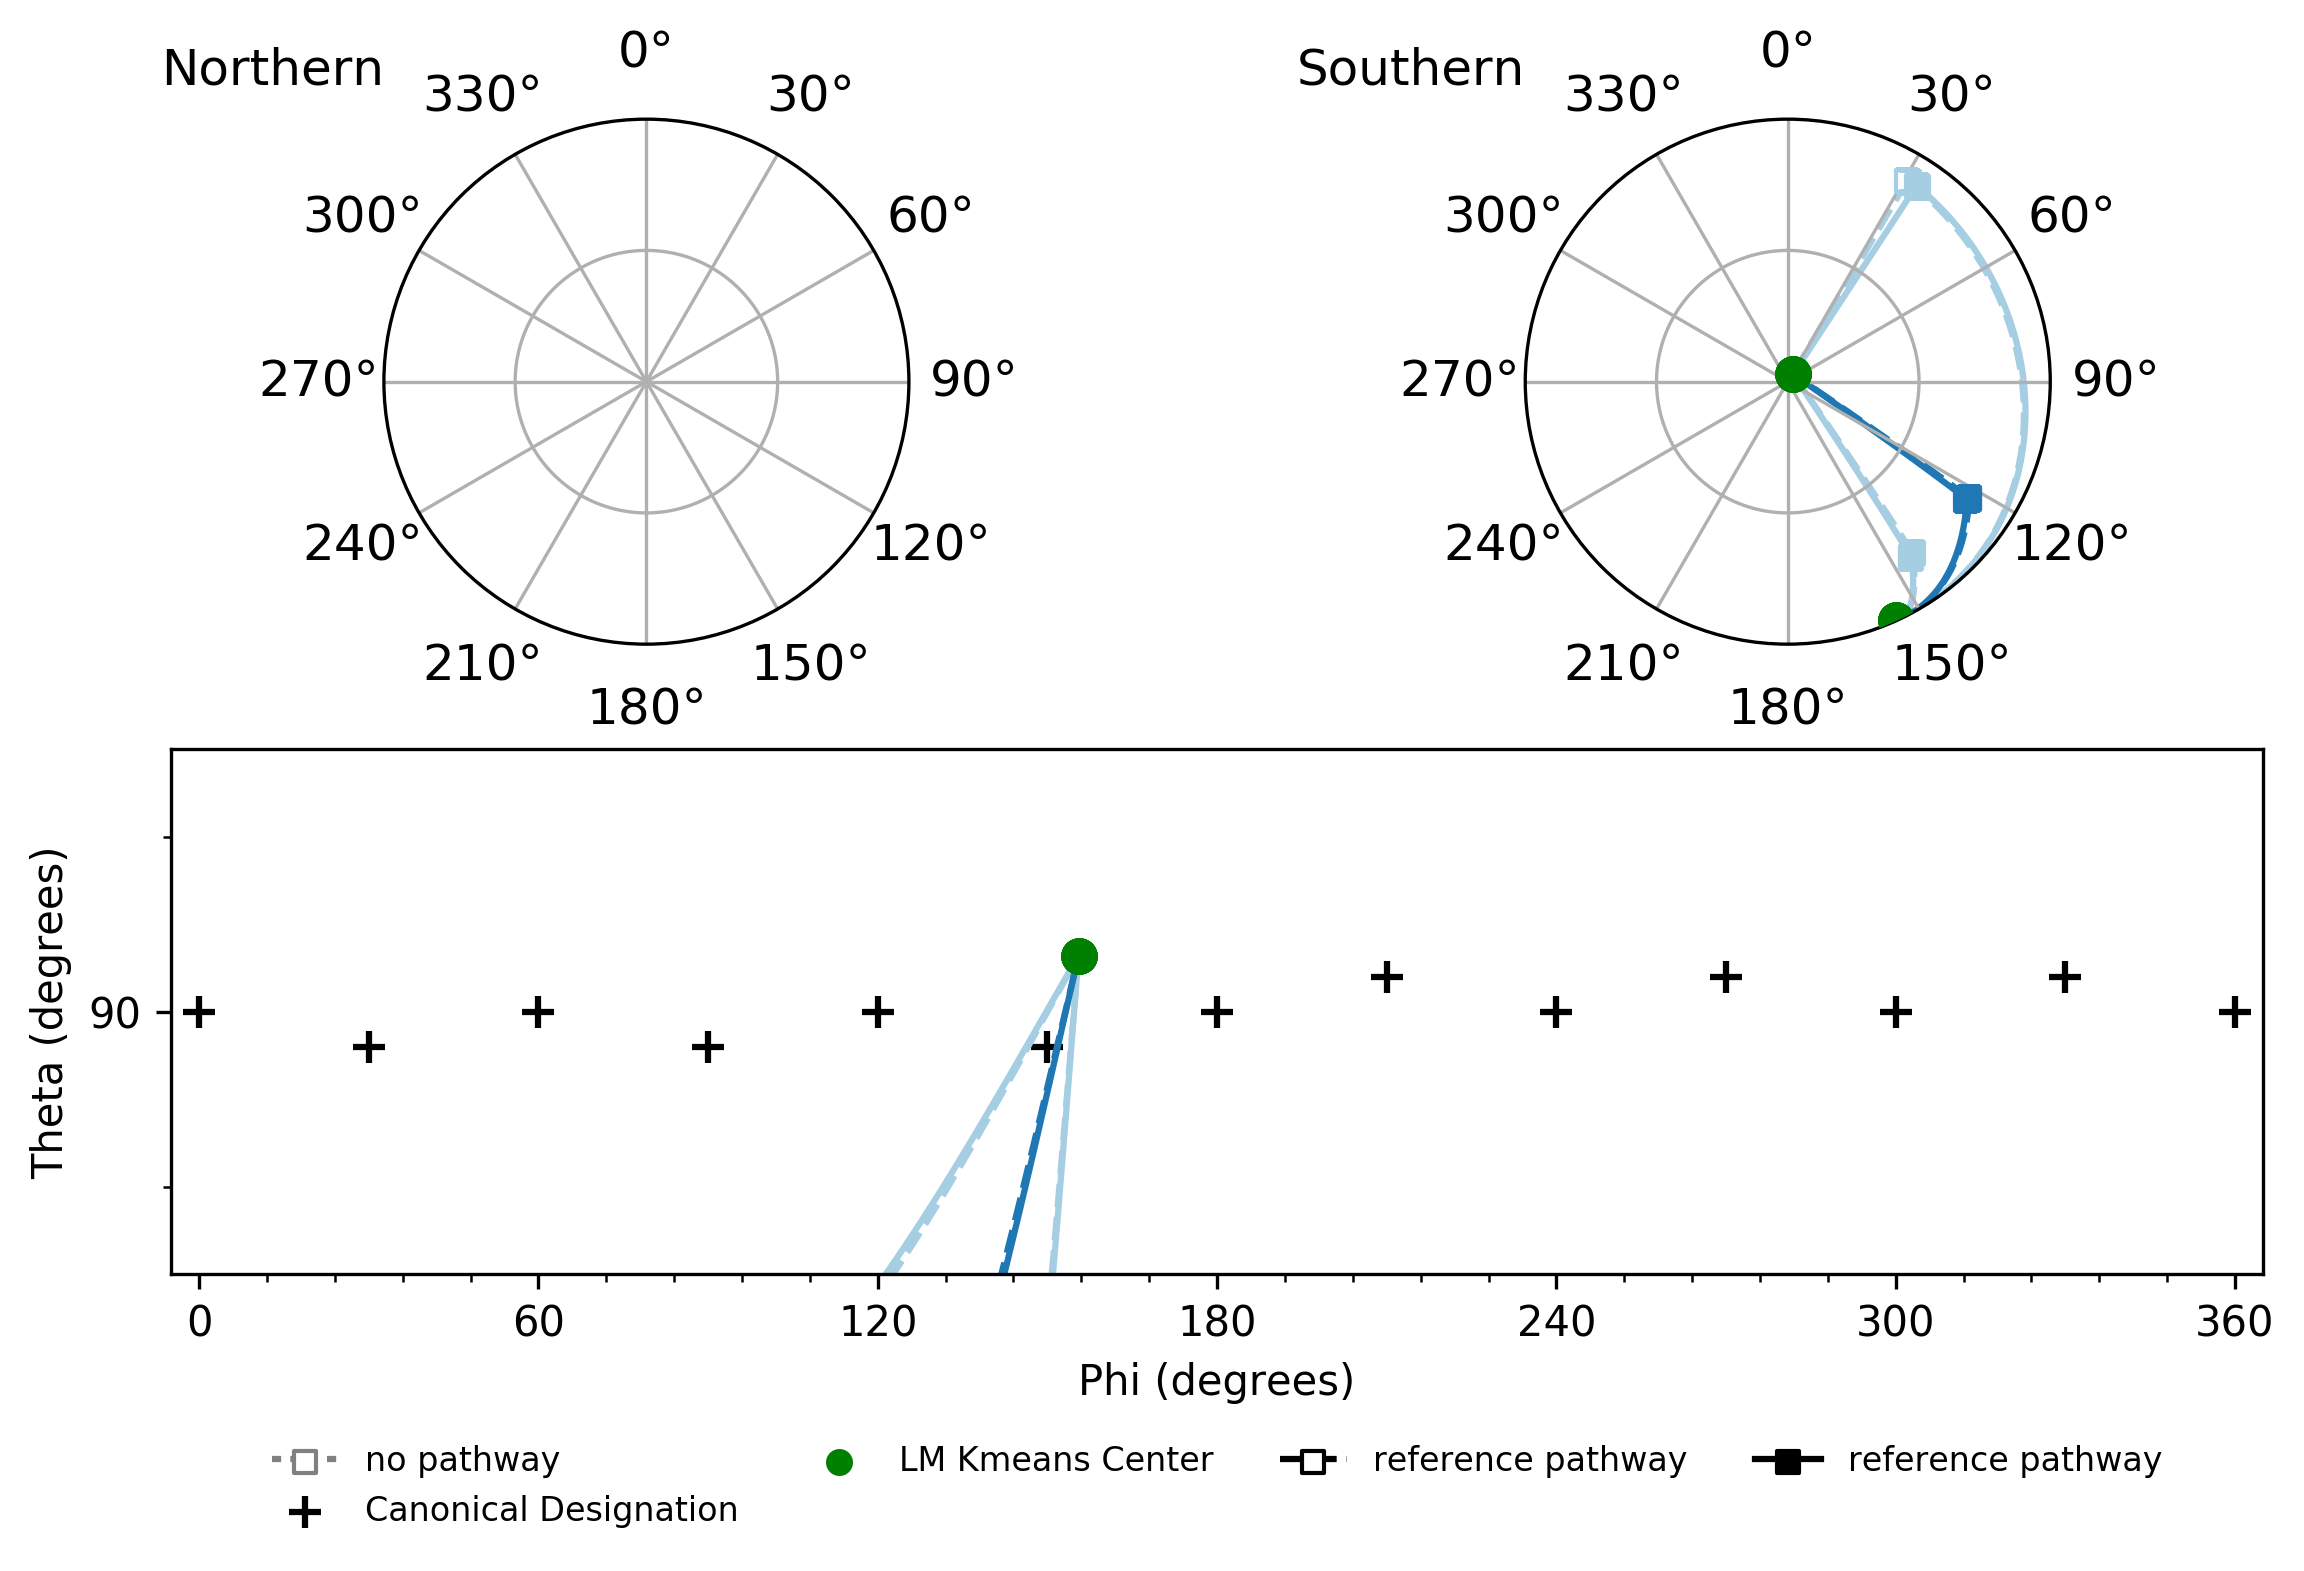 Northern
0°
330°
30°
300°
60°
270°
90°
240°
120°
210°
150°
180°
Southern
0°
330°
30°
300°
60°
270°
90°
240°
120°
210°
150°
180°
Theta (degrees)
90
0 60 120 180 240 300 360
Phi (degrees)
no pathway
Canonical Designation
LM Kmeans Center
reference pathway
reference pathway